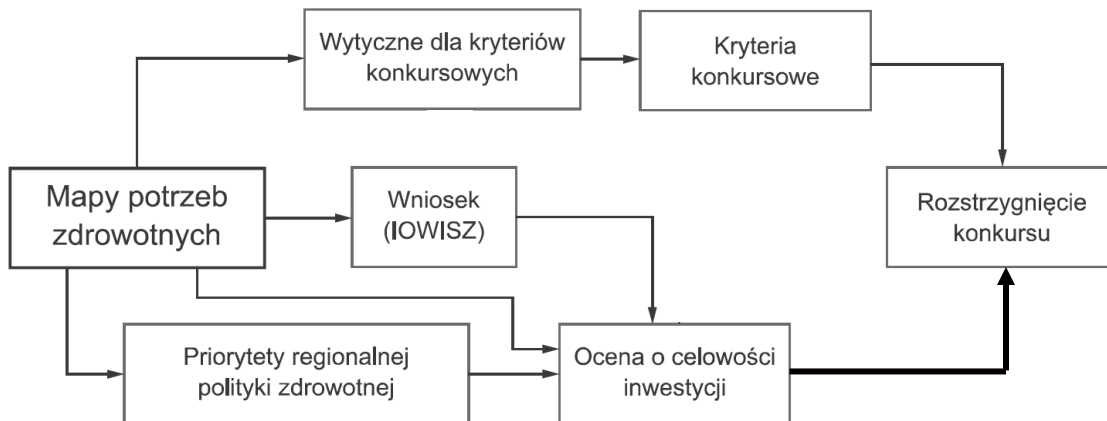 Wytyczne dla kryteriów
konkursowych
Kryteria
konkursowe
Mapy potrzeb
zdrowotnych
Wniosek
(IOWISZ)
Rozstrzygnięcie
konkursu
Priorytety regionalnej
polityki zdrowotnej
Ocena o celowości
inwestycji